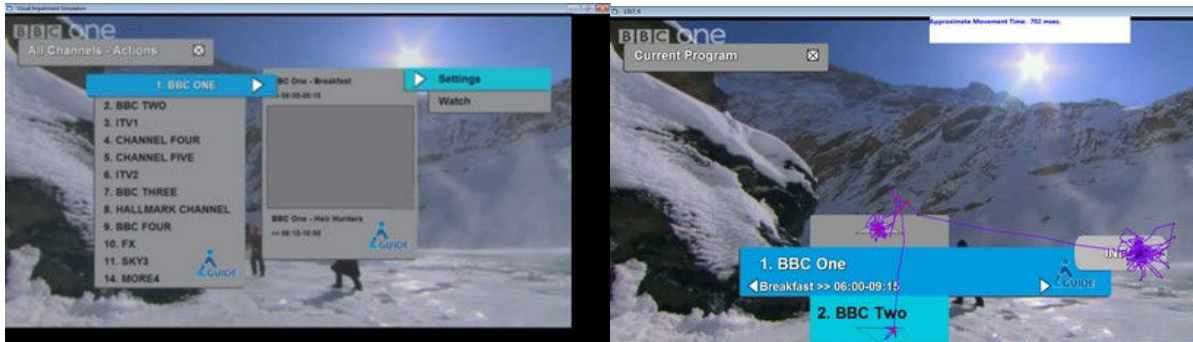 Visual Impairment Simulation
BBC one
All Channels - Actions
1. BBC ONE
2. BBC TWO
3. ITV1
4. CHANNEL FOUR
5. CHANNEL FIVE
6. ITV2
7. BBC THREE
8. HALLMARK CHANNEL
9. BBC FOUR
10. FX
11. SKY3
14. MORE4
GUIDE
BBC One - Breakfast
06:00-09:15
BBC One - Heir Hunters
>> 09:15-10:00
GUIDE
Settings
Watch
Approximate Movement Time: 702 msec.
BBC one
Current Program
1. BBC One
Breakfast >> 06:00-09:15
GUIDE
2. BBC Two